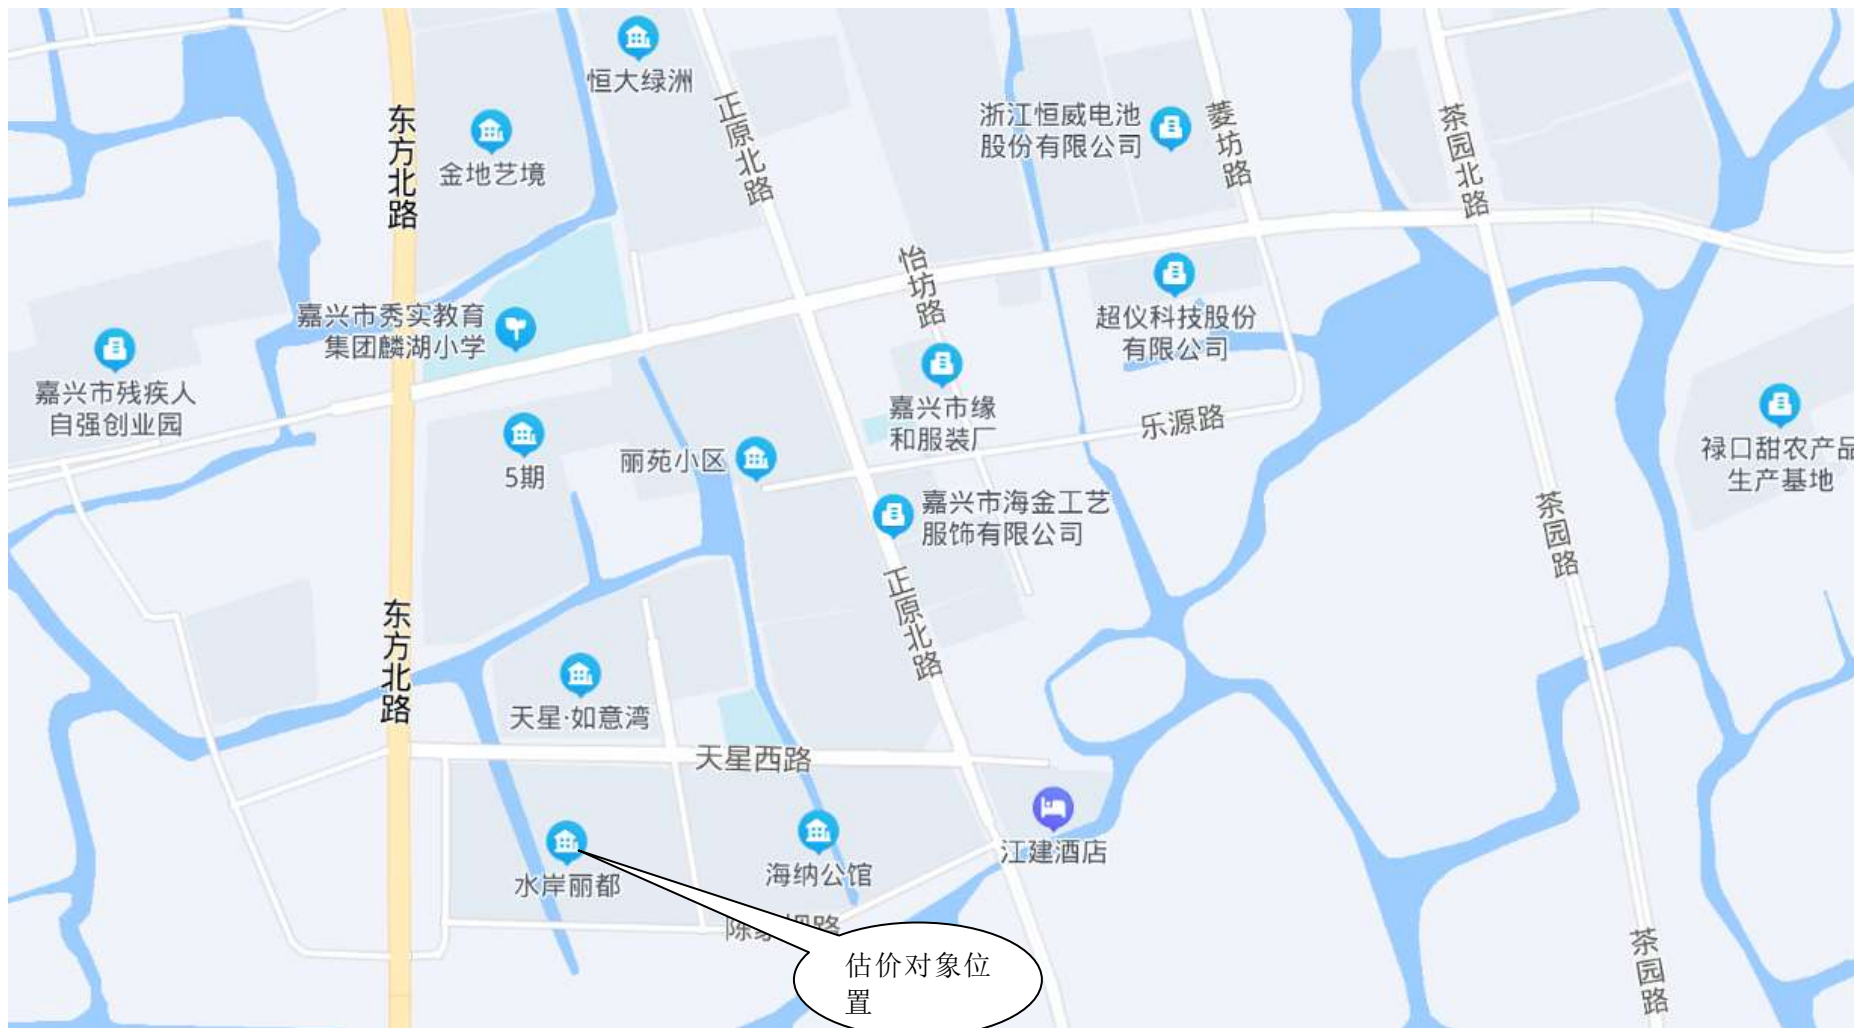 恒大绿洲
正原北路
浙江恒威电池
股份有限公司
菱坊路
茶园北路
东方北路
金地艺境
怡坊路
嘉兴市秀实教育
集团麟湖小学
超仪科技股份
有限公司
嘉兴市残疾人
自强创业园
嘉兴市缘
和服装厂
乐源路
禄口甜农产品
生产基地
5期
丽苑小区
嘉兴市海金工艺
服饰有限公司
茶园路
正原北路
东方北路
天星·如意湾
天星西路
江建酒店
水岸丽都
海纳公馆
陈
路
茶园路
估价对象位
置